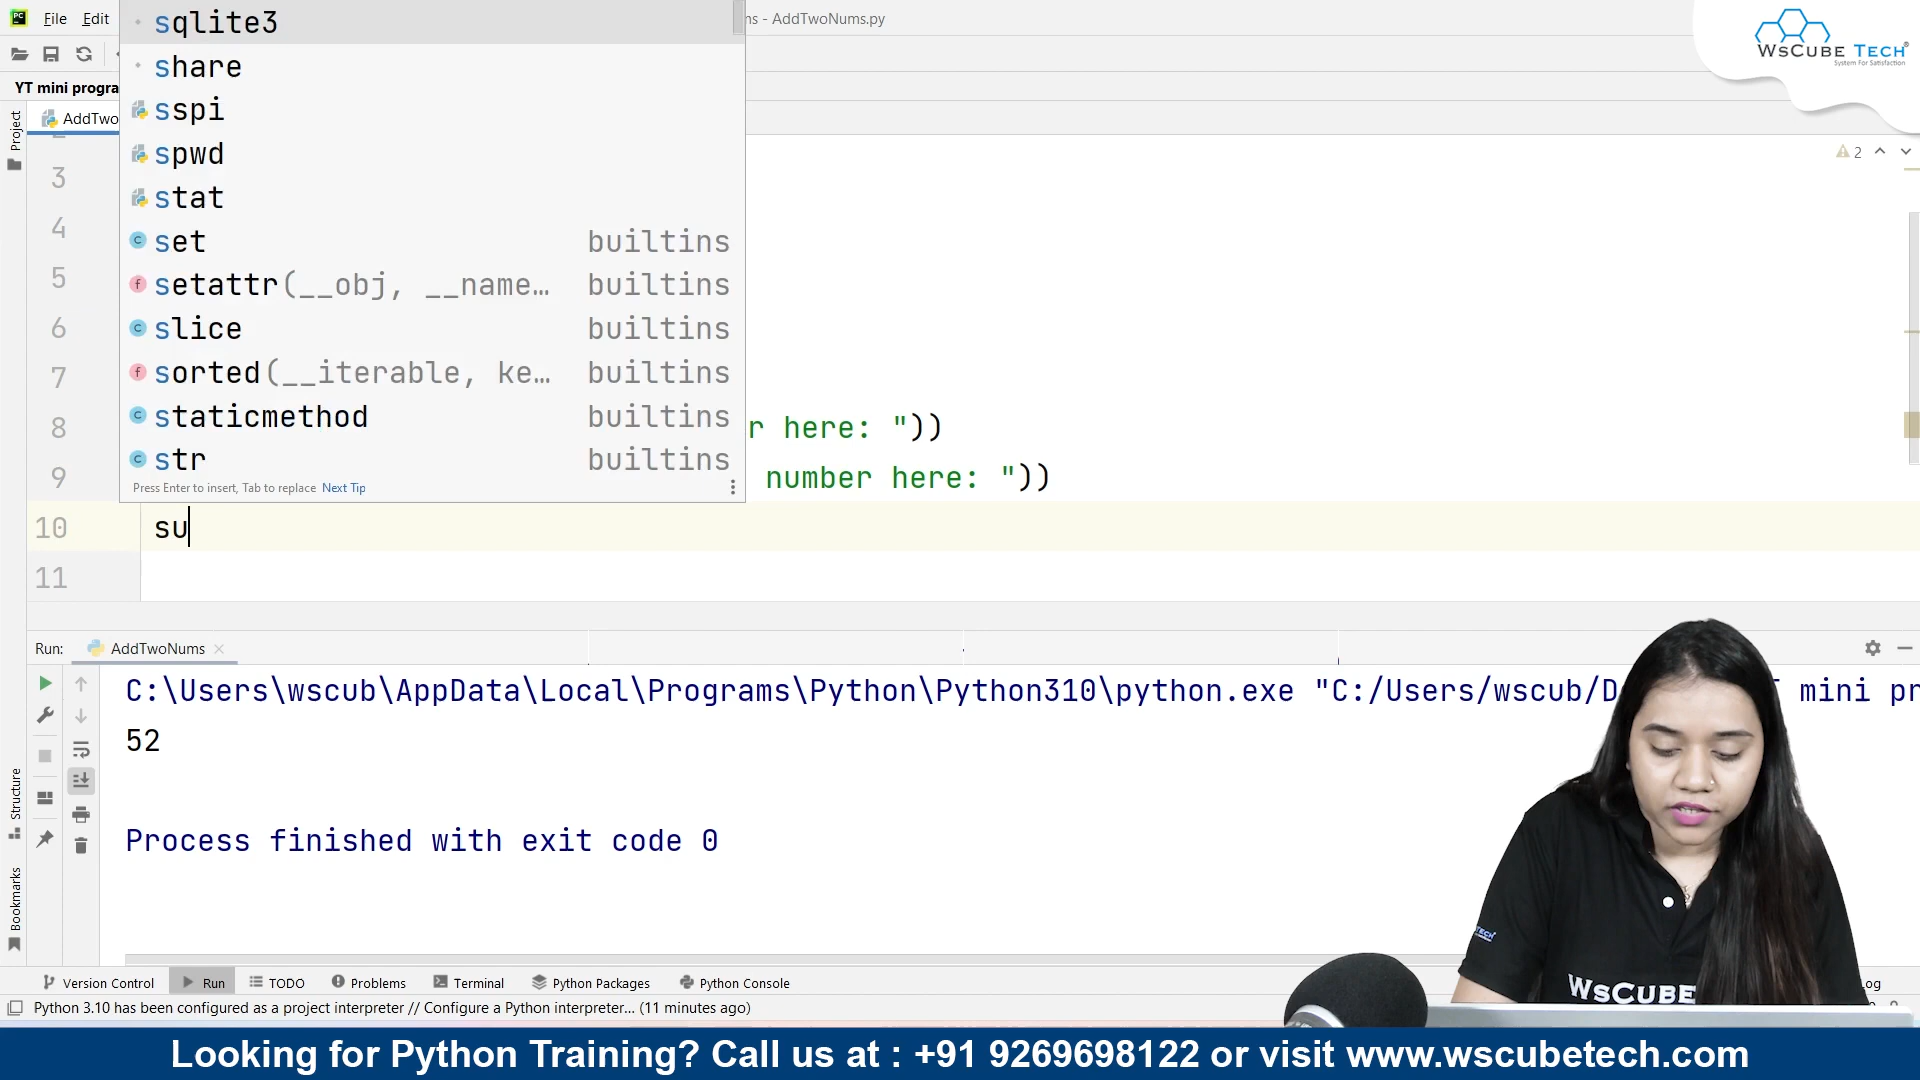 PC File Edit
ns - AddTwoNums.py
WSCUBE TECH®
System For Satisfaction
YT mini progra
AddTwo
Project
2
sqlite3
share
sspi
spwd
stat
set builtins
setattr(__obj, __name… builtins
slice builtins
sorted(__iterable, ke… builtins
staticmethod builtins
str builtins
Press Enter to insert, Tab to replace Next Tip
3
4
5
6
7
8 r here: "))
9 number here: "))
10 su
11
Run: AddTwoNums
C:\Users\wscub\AppData\Local\Programs\Python\Python310\python.exe "C:/Users/wscub/D mini pr
52
Process finished with exit code 0
Structure
Bookmarks
TECH
WSCUBE
Version Control Run TODO Problems Terminal Python Packages Python Console
Python 3.10 has been configured as a project interpreter // Configure a Python interpreter... (11 minutes ago)
Looking for Python Training? Call us at : +91 9269698122 or visit www.wscubetech.com